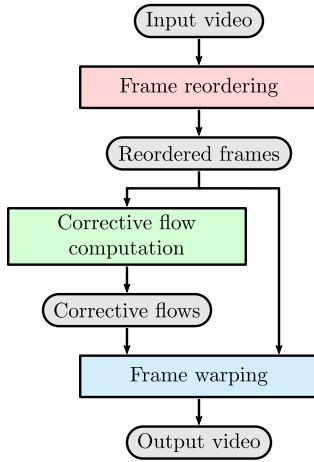 Input video
Frame reordering
Reordered frames
Corrective flow
computation
Corrective flows
Frame warping
Output video